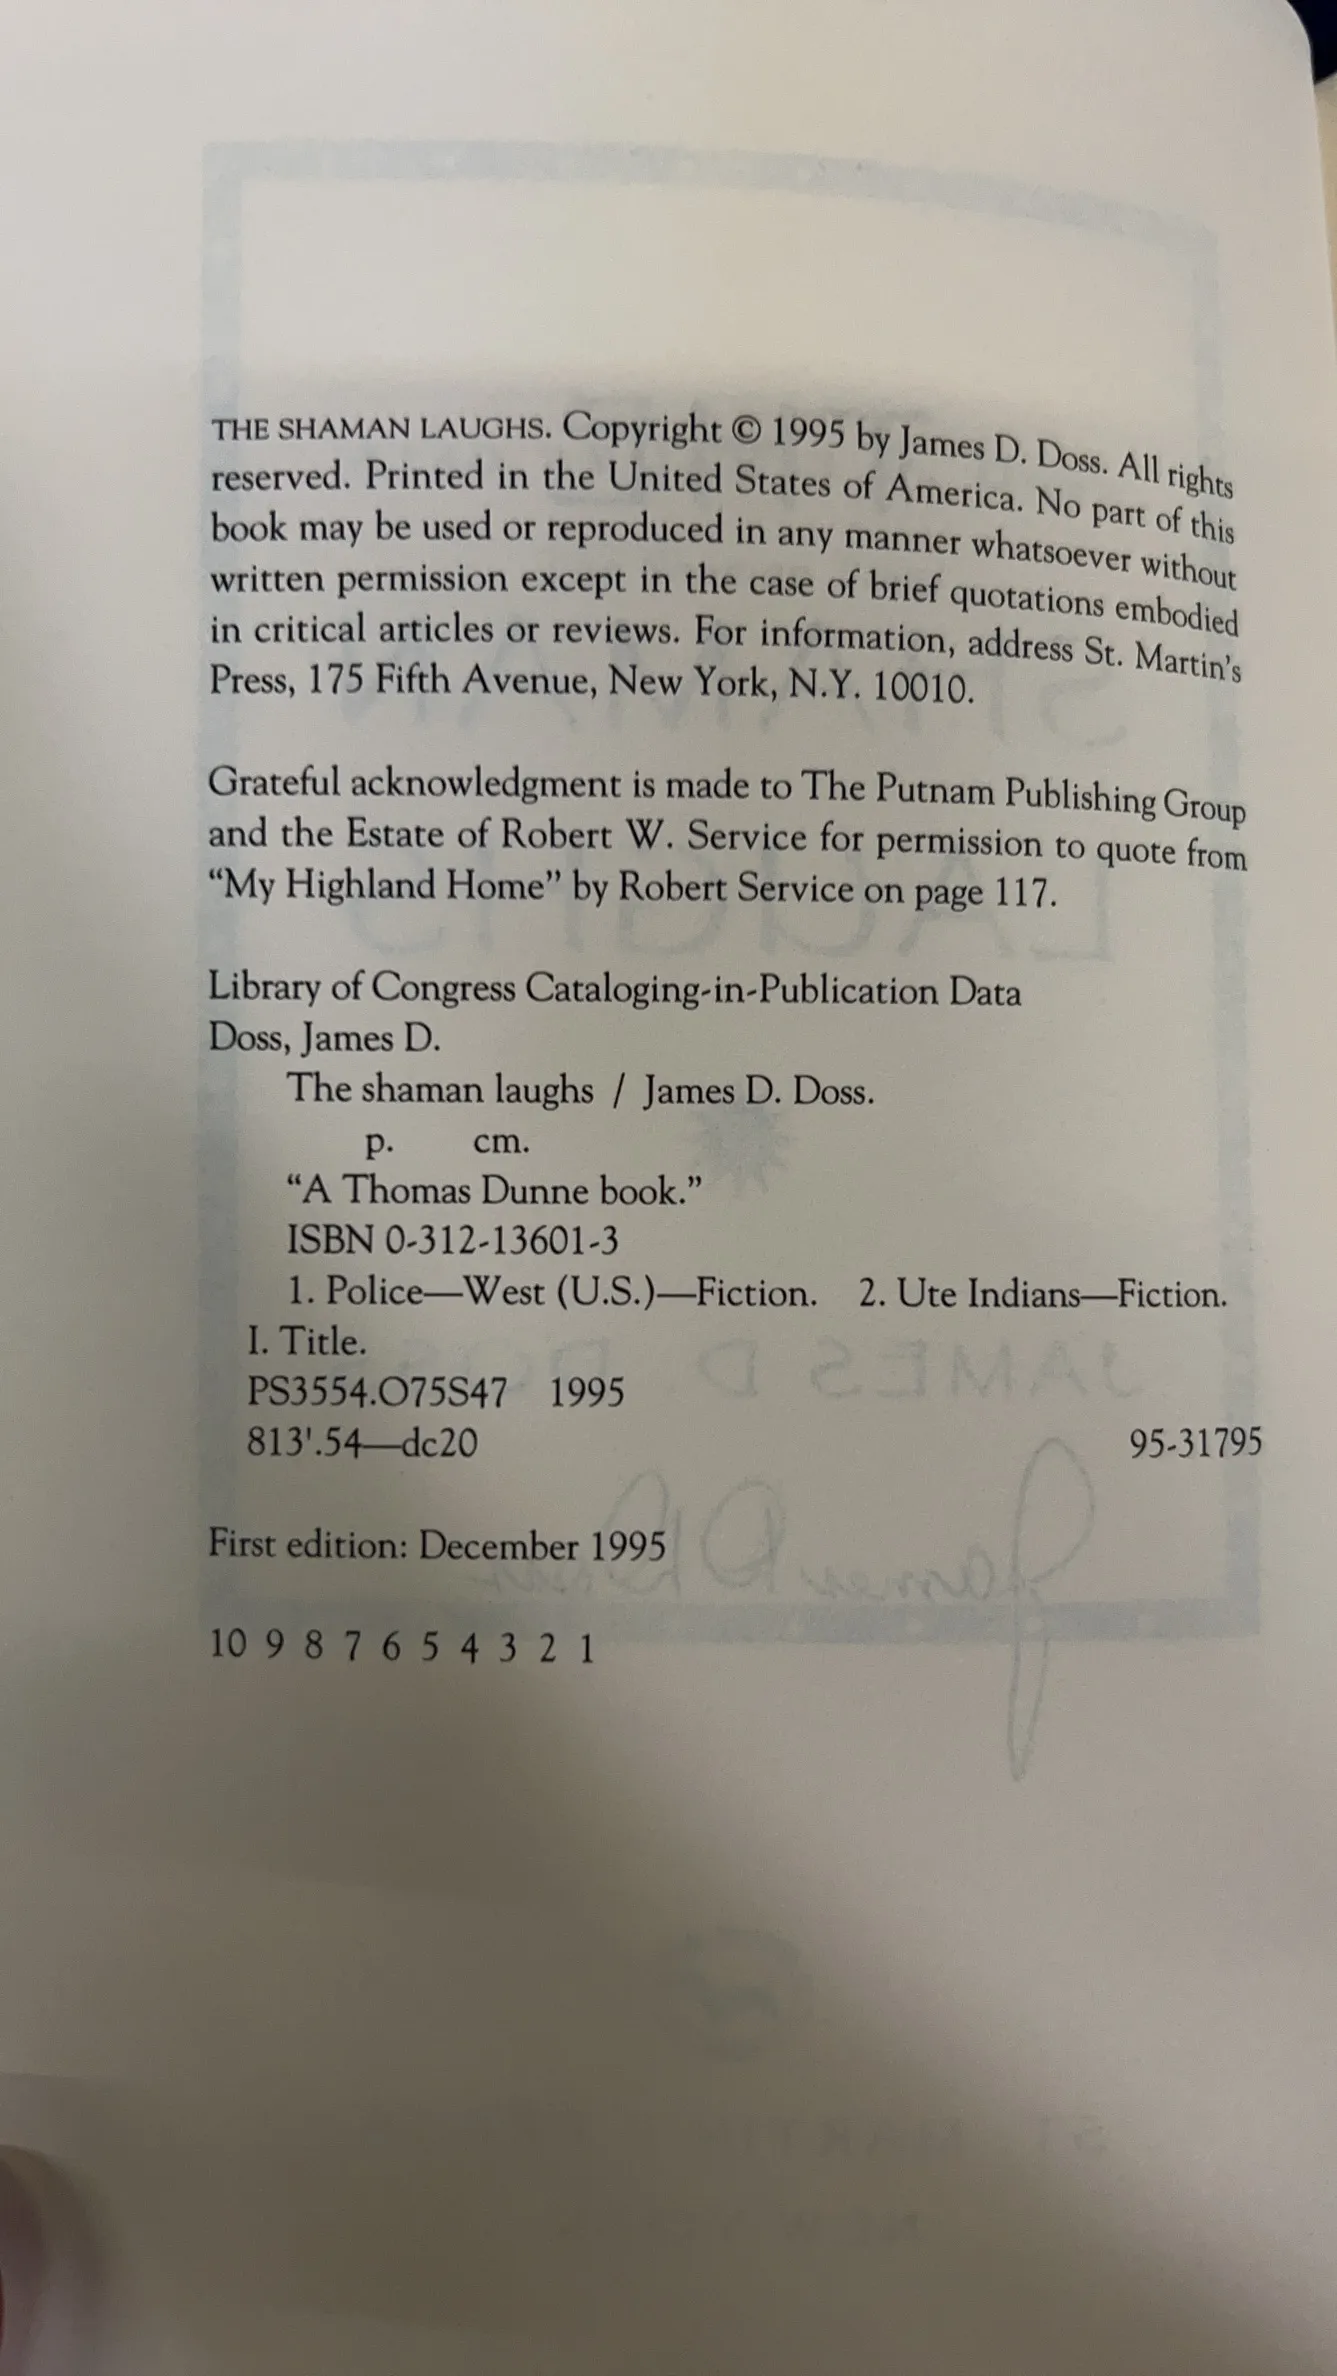 THE SHAMAN LAUGHS. Copyright © 1995 by James D. Doss. All rights
reserved. Printed in the United States of America. No part of this
book may be used or reproduced in any manner whatsoever without
written permission except in the case of brief quotations embodied
in critical articles or reviews. For information, address St. Martin's
Press, 175 Fifth Avenue, New York, N.Y. 10010.
Grateful acknowledgment is made to The Putnam Publishing Group
and the Estate of Robert W. Service for permission to quote from
“My Highland Home” by Robert Service on page 117.
Library of Congress Cataloging-in-Publication Data
Doss, James D.
The shaman laughs / James D. Doss.
p. cm.
“A Thomas Dunne book.”
ISBN 0-312-13601-3
1. Police—West (U.S.)—Fiction. 2. Ute Indians—Fiction.
I. Title.
PS3554.O75S47 1995
813'.54—dc20 95-31795
First edition: December 1995
10 9 8 7 6 5 4 3 2 1